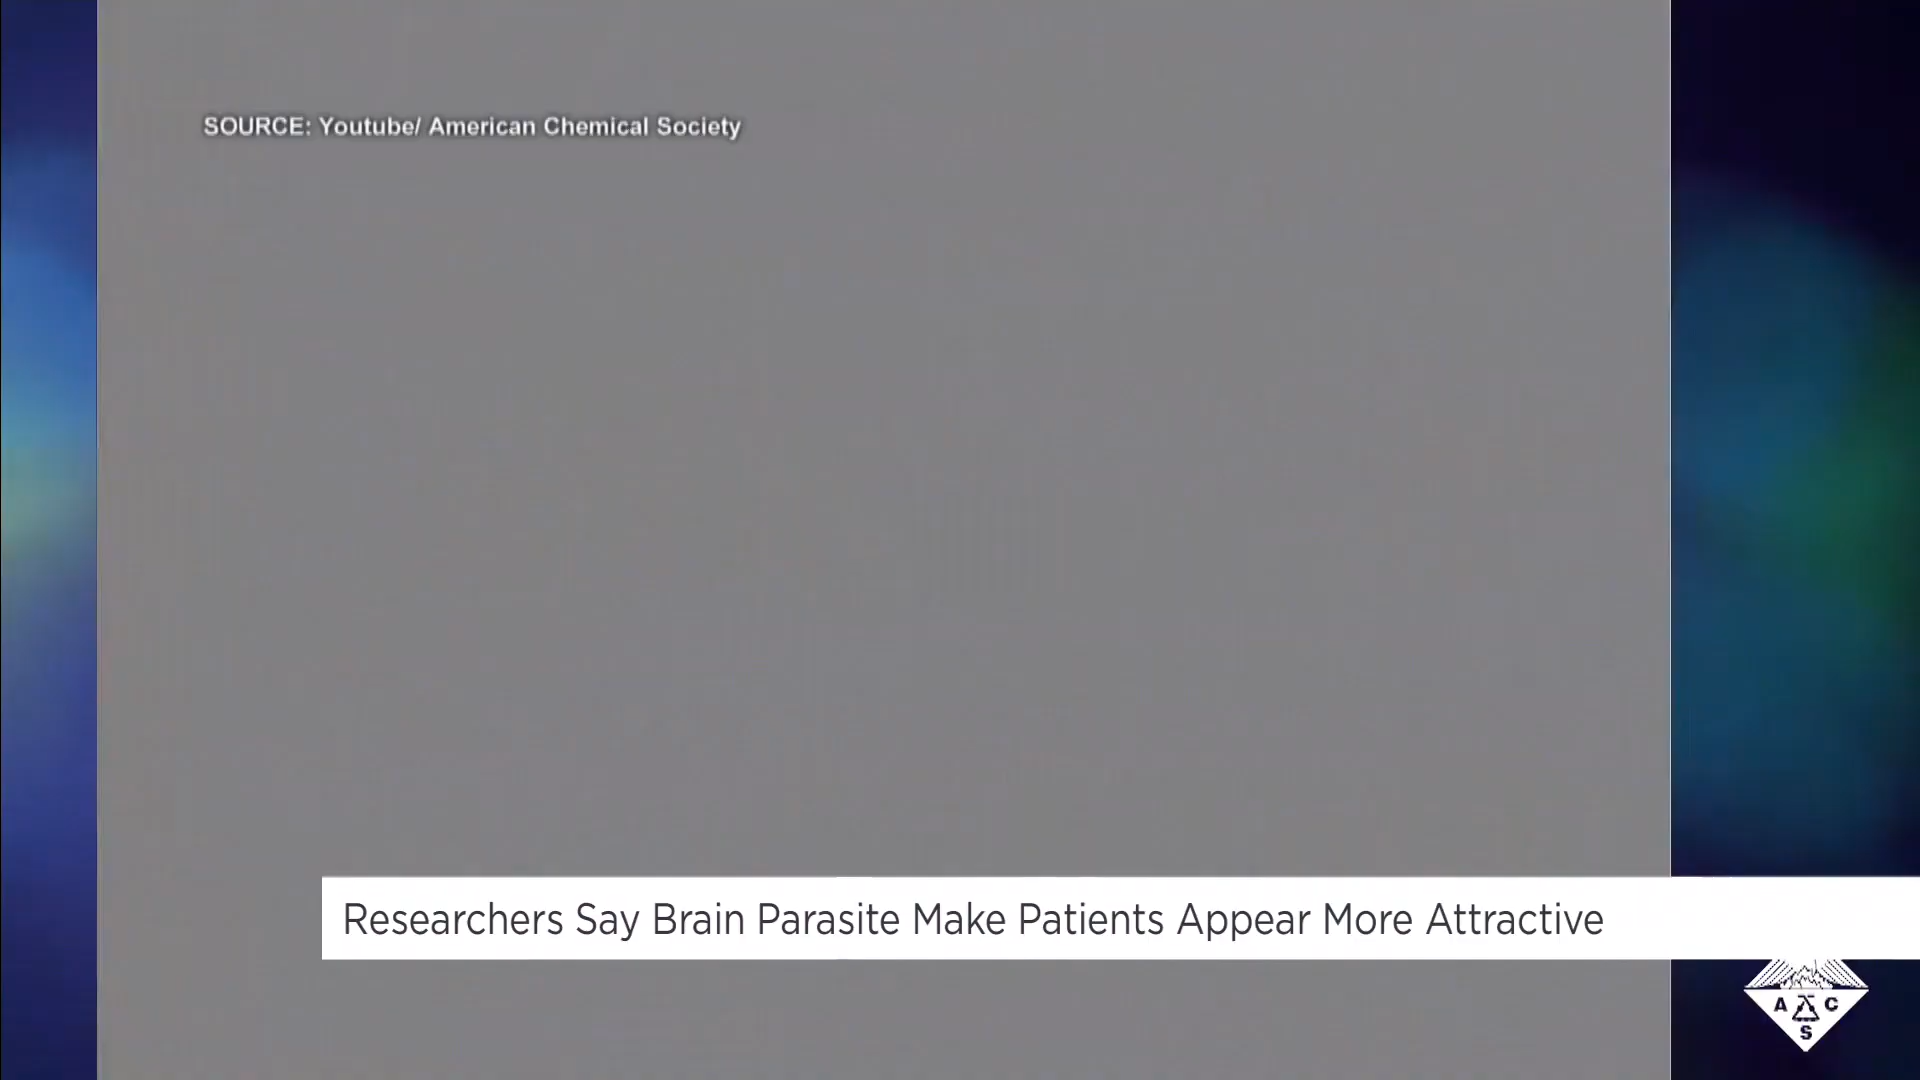 SOURCE: Youtube/ American Chemical Society
Researchers Say Brain Parasite Make Patients Appear More Attractive
A C
S